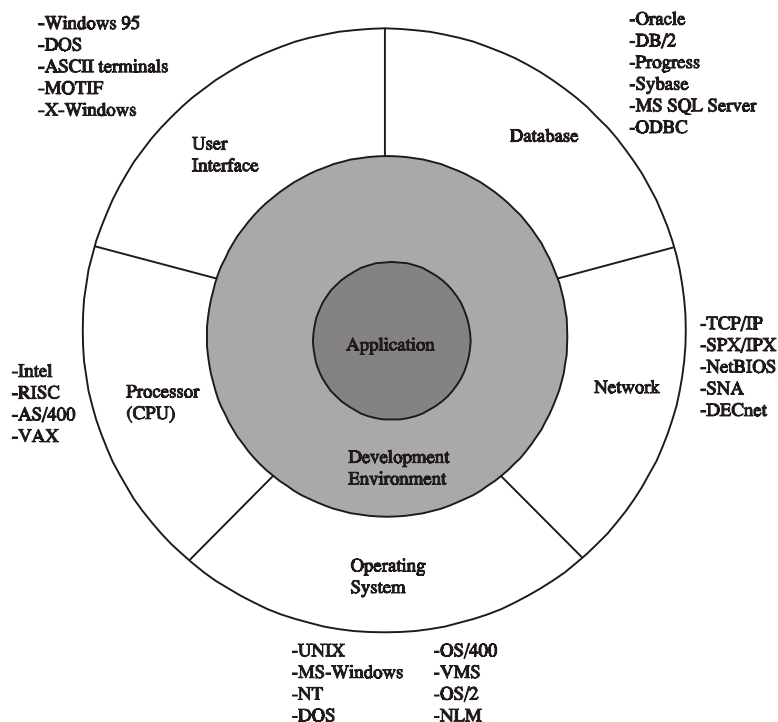 -Windows 95
-DOS
-ASCII terminals
-MOTIF
-X-Windows
-Oracle
-DB/2
-Progress
-Sybase
-MS SQL Server
-ODBC
User
Interface
Database
-TCP/IP
-SPX/IPX
-NetBIOS
-SNA
-DECnet
Application
-Intel
-RISC
-AS/400
-VAX
Processor
(CPU)
Network
Development
Environment
Operating
System
-UNIX
-MS-Windows
-NT
-DOS
-OS/400
-VMS
-OS/2
-NLM